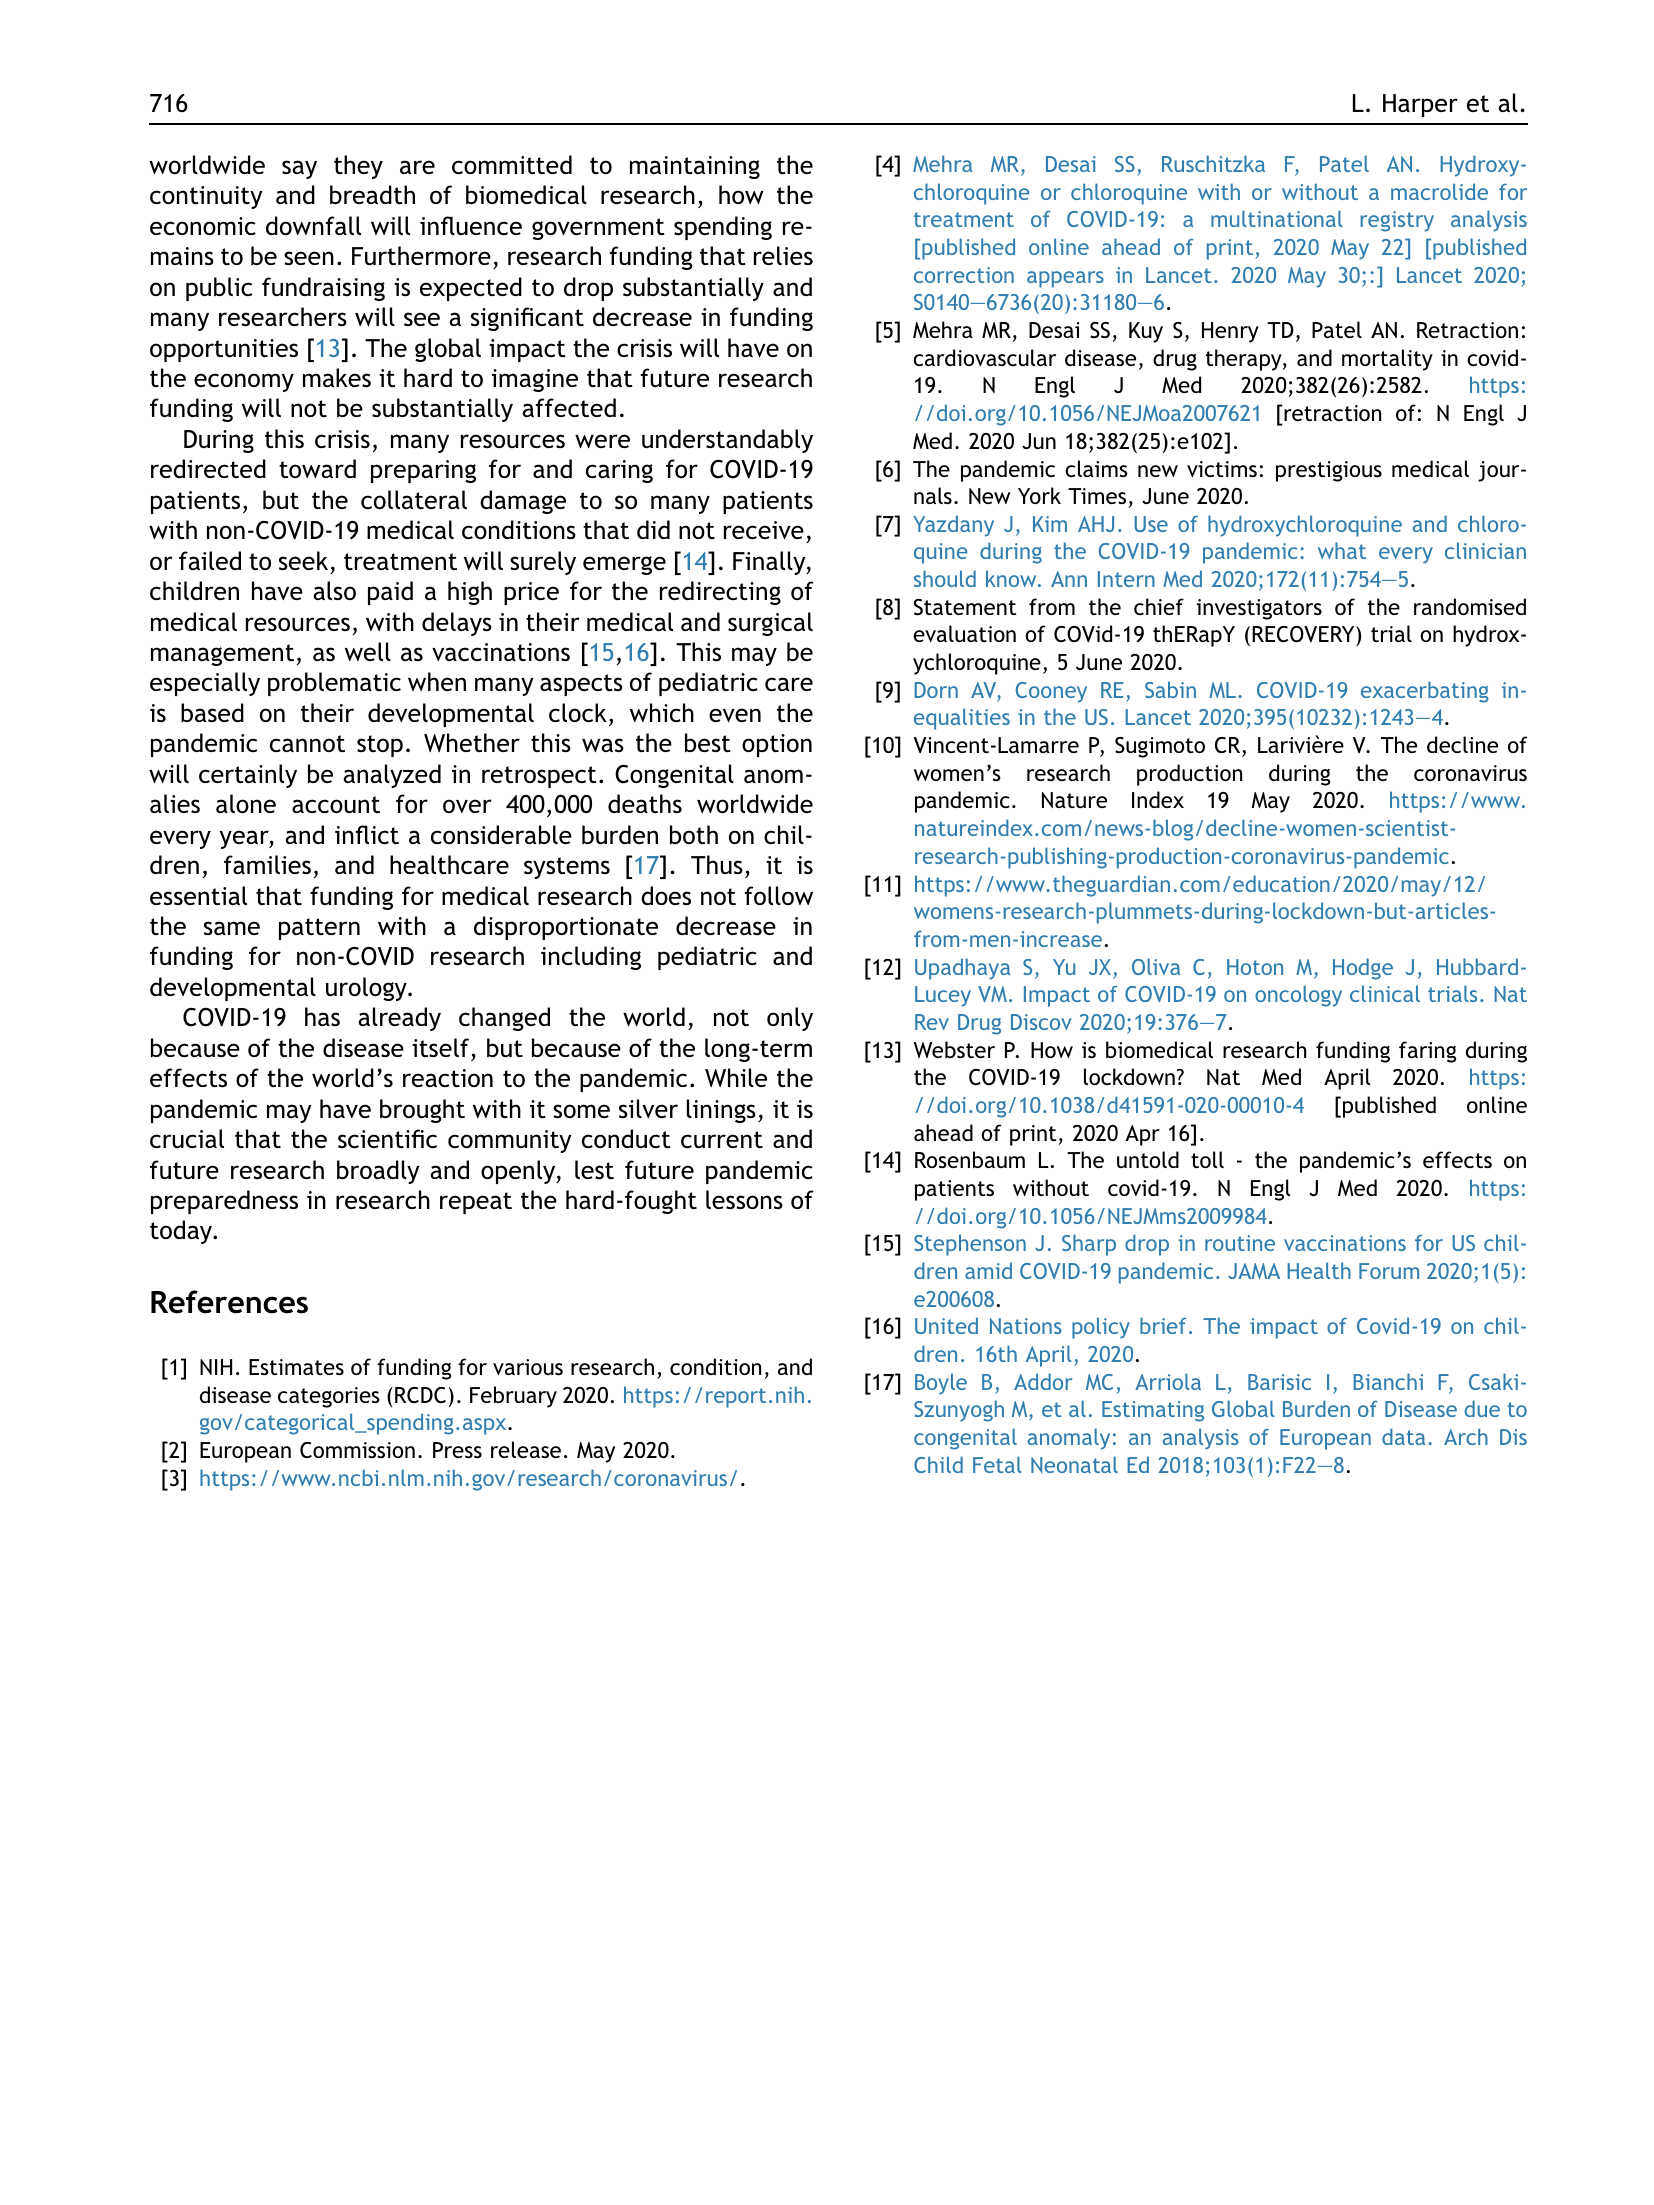 716
L. Harper et al.
worldwide say they are committed to maintaining the
continuity and breadth of biomedical research, how the
economic downfall will influence government spending re-
mains to be seen. Furthermore, research funding that relies
on public fundraising is expected to drop substantially and
many researchers will see a significant decrease in funding
opportunities [13]. The global impact the crisis will have on
the economy makes it hard to imagine that future research
funding will not be substantially affected.
During this crisis, many resources were understandably
redirected toward preparing for and caring for COVID-19
patients, but the collateral damage to so many patients
with non-COVID-19 medical conditions that did not receive,
or failed to seek, treatment will surely emerge [14]. Finally,
children have also paid a high price for the redirecting of
medical resources, with delays in their medical and surgical
management, as well as vaccinations [15,16]. This may be
especially problematic when many aspects of pediatric care
is based on their developmental clock, which even the
pandemic cannot stop. Whether this was the best option
will certainly be analyzed in retrospect. Congenital anom-
alies alone account for over 400,000 deaths worldwide
every year, and inflict a considerable burden both on chil-
dren, families, and healthcare systems [17]. Thus, it is
essential that funding for medical research does not follow
the same pattern with a disproportionate decrease in
funding for non-COVID research including pediatric and
developmental urology.
COVID-19 has already changed the world, not only
because of the disease itself, but because of the long-term
effects of the world's reaction to the pandemic. While the
pandemic may have brought with it some silver linings, it is
crucial that the scientific community conduct current and
future research broadly and openly, lest future pandemic
preparedness in research repeat the hard-fought lessons of
today.
References
[1] NIH. Estimates of funding for various research, condition, and
disease categories (RCDC). February 2020. https://report.nih.
gov/categorical_spending.aspx.
[2] European Commission. Press release. May 2020.
[3] https://www.ncbi.nlm.nih.gov/research/coronavirus/.
[4] Mehra MR, Desai SS, Ruschitzka F, Patel AN. Hydroxy-
chloroquine or chloroquine with or without a macrolide for
treatment of COVID-19: a multinational registry analysis
[published online ahead of print, 2020 May 22] [published
correction appears in Lancet. 2020 May 30;:] Lancet 2020;
S0140–6736(20):31180–6.
[5] Mehra MR, Desai SS, Kuy S, Henry TD, Patel AN. Retraction:
cardiovascular disease, drug therapy, and mortality in covid-
19. N Engl J Med 2020;382(26):2582. https:
//doi.org/10.1056/NEJMoa2007621 [retraction of: N Engl J
Med. 2020 Jun 18;382(25):e102].
[6] The pandemic claims new victims: prestigious medical jour-
nals. New York Times, June 2020.
[7] Yazdany J, Kim AHJ. Use of hydroxychloroquine and chloro-
quine during the COVID-19 pandemic: what every clinician
should know. Ann Intern Med 2020;172(11):754–5.
[8] Statement from the chief investigators of the randomised
evaluation of COVid-19 thERapY (RECOVERY) trial on hydrox-
ychloroquine, 5 June 2020.
[9] Dorn AV, Cooney RE, Sabin ML. COVID-19 exacerbating in-
equalities in the US. Lancet 2020;395(10232):1243–4.
[10] Vincent-Lamarre P, Sugimoto CR, Larivière V. The decline of
women's research production during the coronavirus
pandemic. Nature Index 19 May 2020. https://www.
natureindex.com/news-blog/decline-women-scientist-
research-publishing-production-coronavirus-pandemic.
[11] https://www.theguardian.com/education/2020/may/12/
womens-research-plummets-during-lockdown-but-articles-
from-men-increase.
[12] Upadhaya S, Yu JX, Oliva C, Hoton M, Hodge J, Hubbard-
Lucey VM. Impact of COVID-19 on oncology clinical trials. Nat
Rev Drug Discov 2020;19:376–7.
[13] Webster P. How is biomedical research funding faring during
the COVID-19 lockdown? Nat Med April 2020. https:
//doi.org/10.1038/d41591-020-00010-4 [published online
ahead of print, 2020 Apr 16].
[14] Rosenbaum L. The untold toll - the pandemic's effects on
patients without covid-19. N Engl J Med 2020. https:
//doi.org/10.1056/NEJMms2009984.
[15] Stephenson J. Sharp drop in routine vaccinations for US chil-
dren amid COVID-19 pandemic. JAMA Health Forum 2020;1(5):
e200608.
[16] United Nations policy brief. The impact of Covid-19 on chil-
dren. 16th April, 2020.
[17] Boyle B, Addor MC, Arriola L, Barisic I, Bianchi F, Csaki-
Szunyogh M, et al. Estimating Global Burden of Disease due to
congenital anomaly: an analysis of European data. Arch Dis
Child Fetal Neonatal Ed 2018;103(1):F22–8.